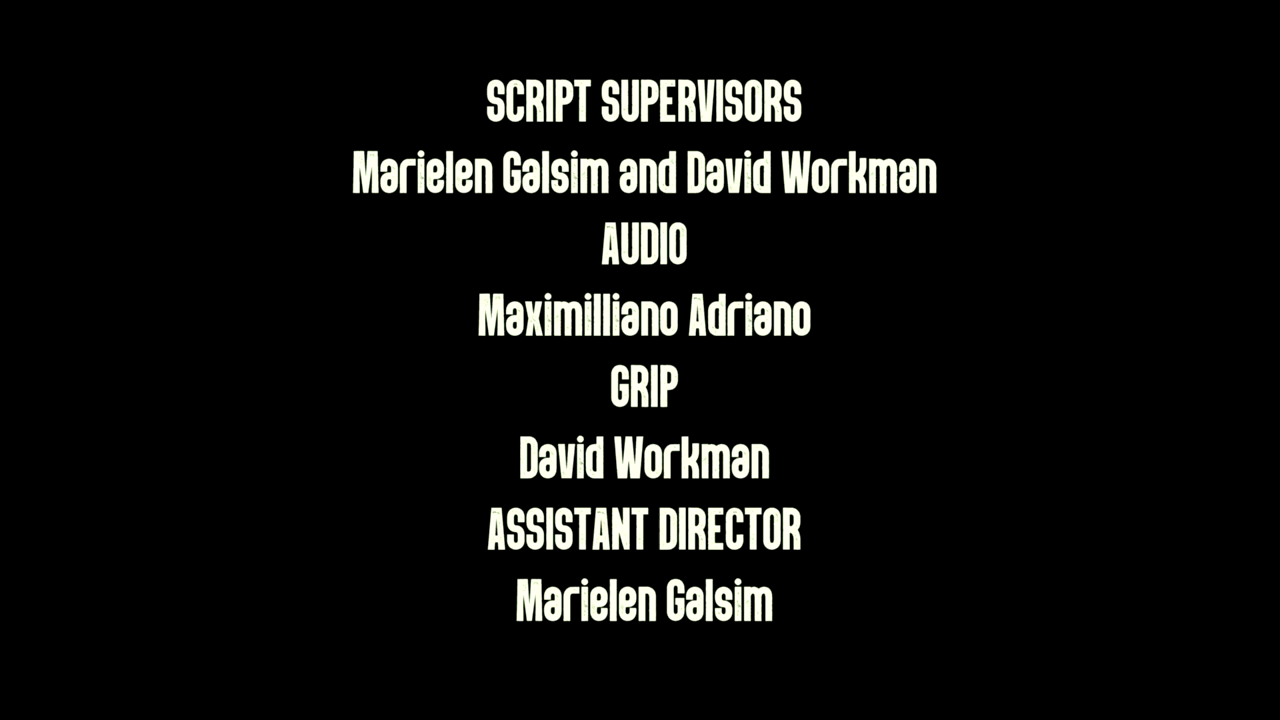 SCRIPT SUPERVISORS
Marielen Galsim and David Workman
AUDIO
Maximilliano Adriano
GRIP
David Workman
ASSISTANT DIRECTOR
Marielen Galsim